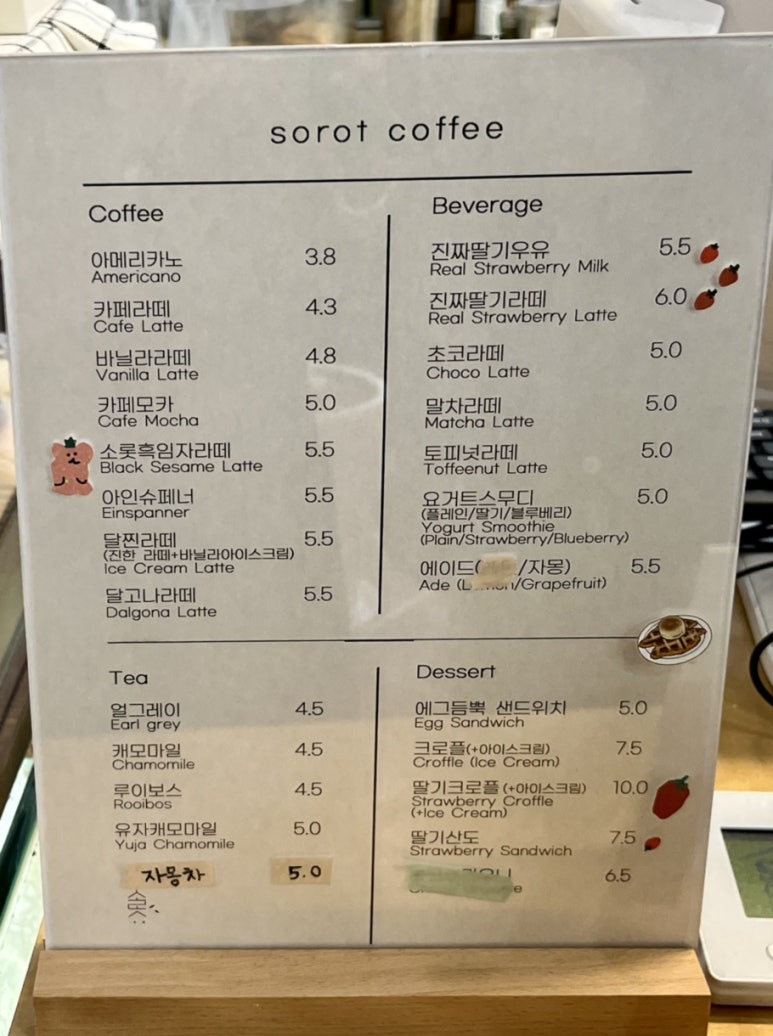 sorot coffee
Coffee
아메리카노 3.8
Americano
카페라떼 4.3
Cafe Latte
바닐라라떼 4.8
Vanilla Latte
카페모카 5.0
Cafe Mocha
소롯흑임자라떼 5.5
Black Sesame Latte
아인슈페너 5.5
Einspanner
달찐라떼 5.5
(진한 라떼+바닐라아이스크림)
Ice Cream Latte
달고나라떼 5.5
Dalgona Latte
Beverage
진짜딸기우유 5.5
Real Strawberry Milk
진짜딸기라떼 6.0
Real Strawberry Latte
초코라떼 5.0
Choco Latte
말차라떼 5.0
Matcha Latte
토피넛라떼 5.0
Toffeenut Latte
요거트스무디 5.0
(플레인/딸기/블루베리)
Yogurt Smoothie
(Plain/Strawberry/Blueberry)
에이드( /자몽) 5.5
Ade ( /Grapefruit)
Tea
얼그레이 4.5
Earl grey
캐모마일 4.5
Chamomile
루이보스 4.5
Rooibos
유자캐모마일 5.0
Yuja Chamomile
자몽차 5.0
소롯
Dessert
에그듬뿍 샌드위치 5.0
Egg Sandwich
크로플(+아이스크림) 7.5
Croffle (Ice Cream)
딸기크로플 (+아이스크림) 10.0
Strawberry Croffle
(+Ice Cream)
딸기산도 7.5
Strawberry Sandwich
6.5